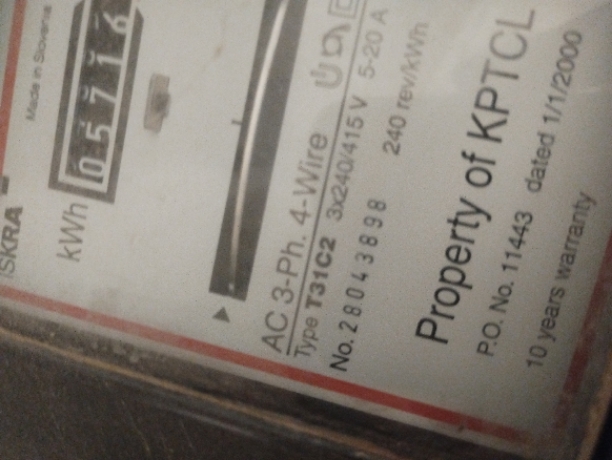 ISKRA
Made in Slovenia
kWh 05716
AC 3-Ph. 4-Wire
Type T31C2 3x240/415 V 5-20 A
No. 28043898 240 rev/kWh
Property of KPTCL
P.O. No. 11443 dated 1/1/2000
10 years warranty